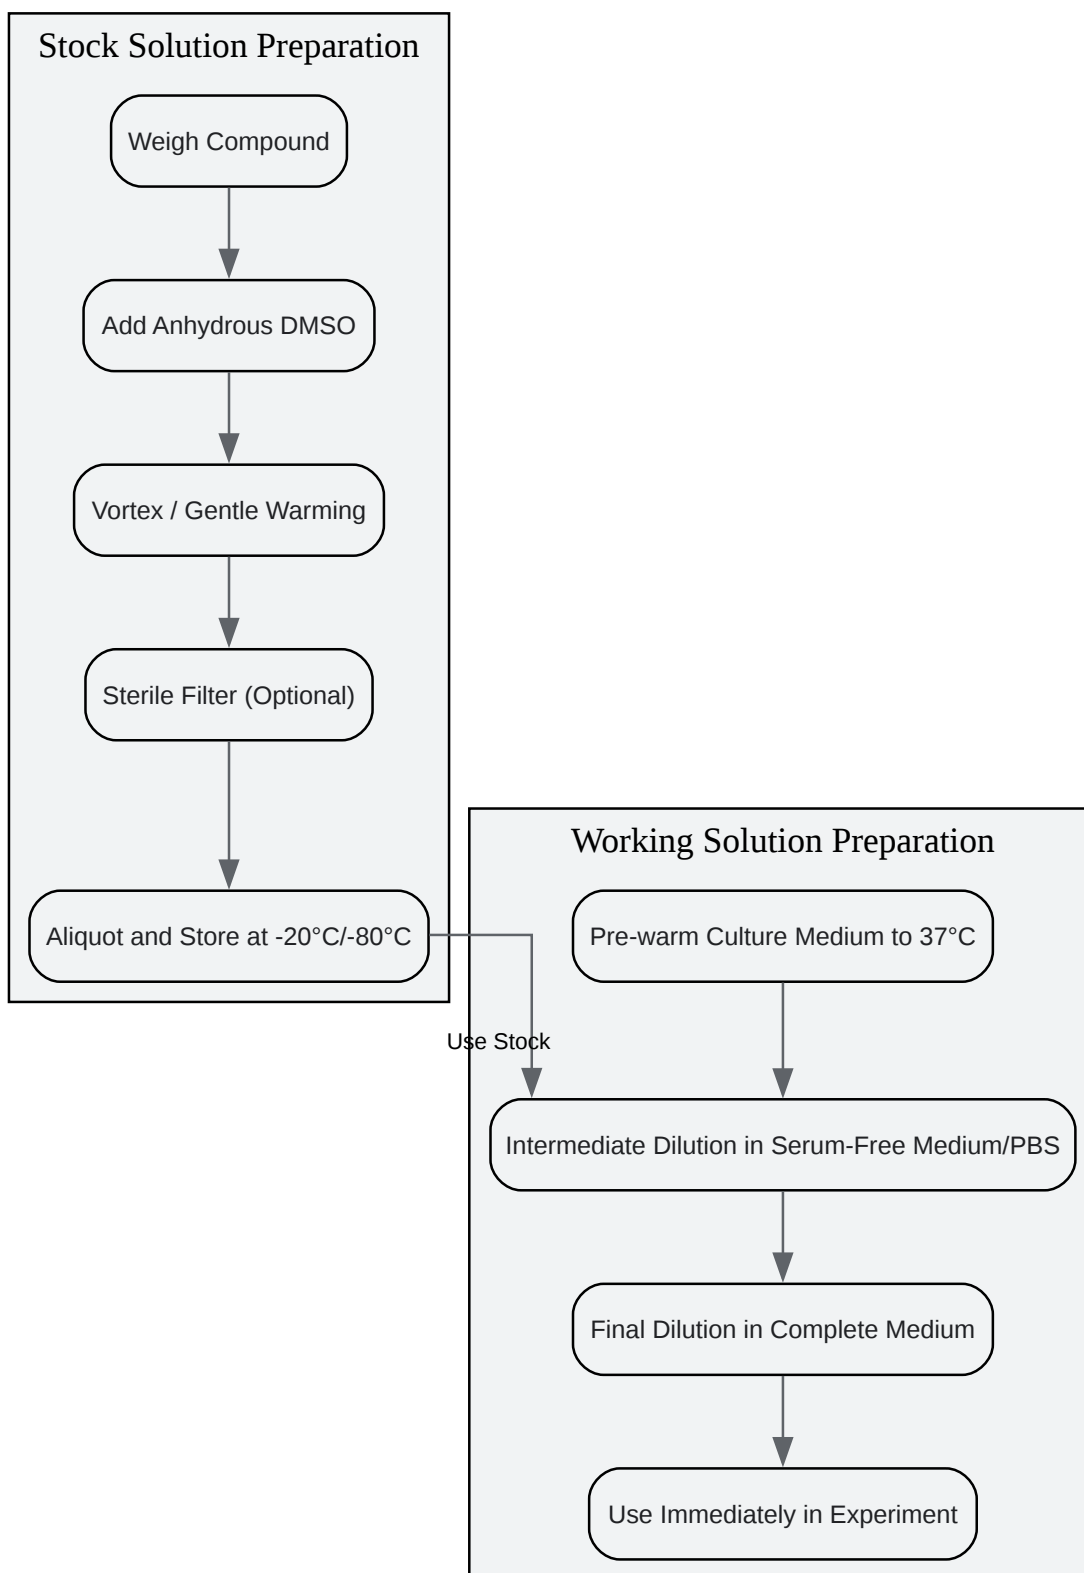 Stock Solution Preparation
Weigh Compound
Add Anhydrous DMSO
Vortex / Gentle Warming
Sterile Filter (Optional)
Aliquot and Store at -20°C/-80°C
Use Stock
Working Solution Preparation
Pre-warm Culture Medium to 37°C
Intermediate Dilution in Serum-Free Medium/PBS
Final Dilution in Complete Medium
Use Immediately in Experiment